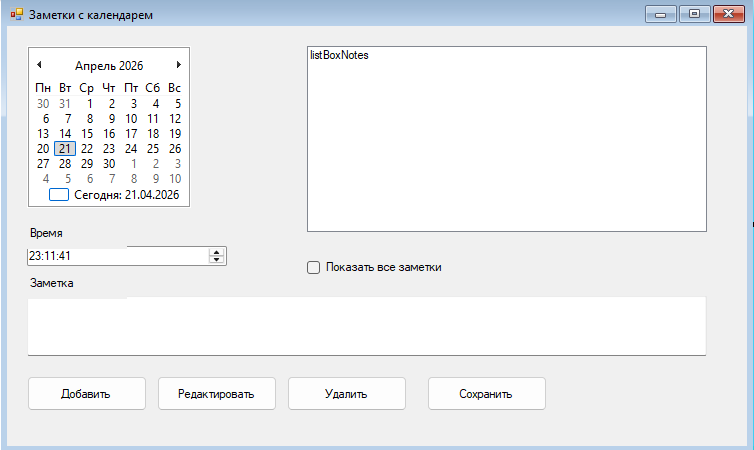 Заметки с календарем
Апрель 2026
Пн Вт Ср Чт Пт Сб Вс
30 31 1 2 3 4 5
6 7 8 9 10 11 12
13 14 15 16 17 18 19
20 21 22 23 24 25 26
27 28 29 30 1 2 3
4 5 6 7 8 9 10
Сегодня: 21.04.2026
listBoxNotes
Время
23:11:41
Показать все заметки
Заметка
Добавить
Редактировать
Удалить
Сохранить